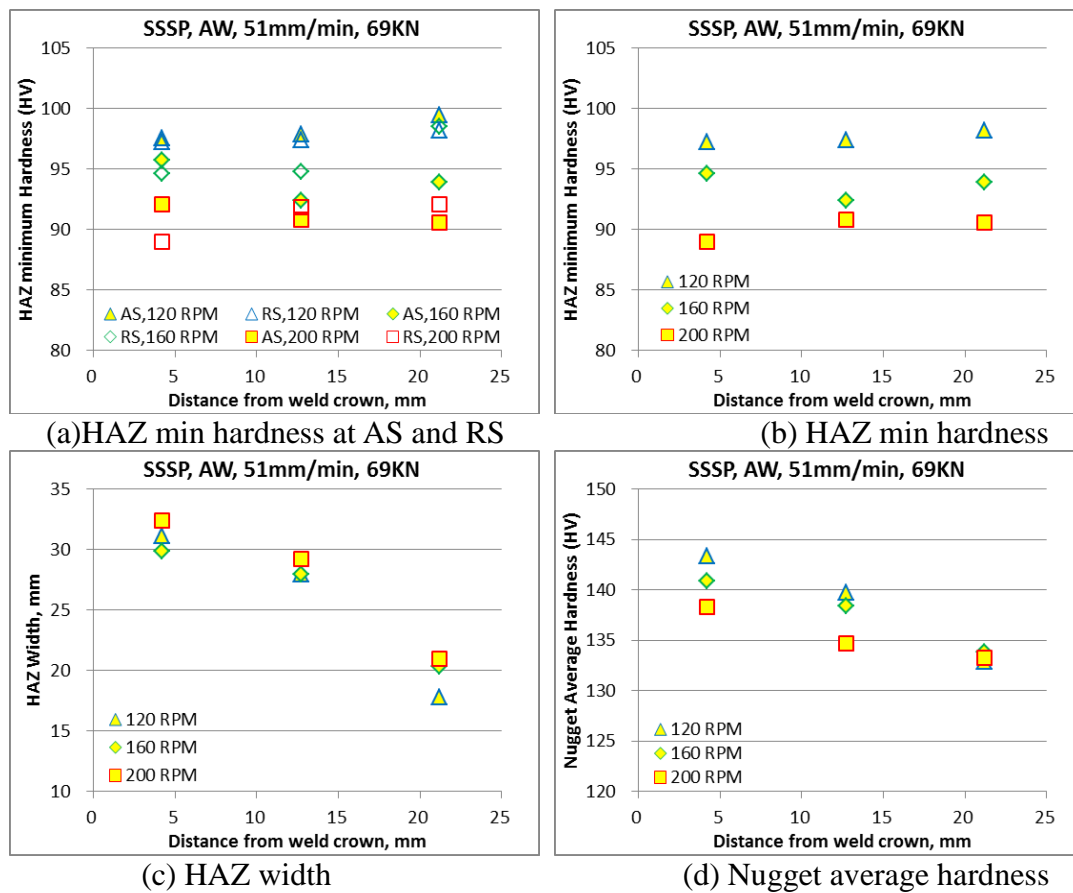 SSSP, AW, 51mm/min, 69KN
HAZ minimum Hardness (HV)
105
100
95
90
85
80
AS,120 RPM RS,120 RPM AS,160 RPM
RS,160 RPM AS,200 RPM RS,200 RPM
0 5 10 15 20 25
Distance from weld crown, mm
(a)HAZ min hardness at AS and RS
SSSP, AW, 51mm/min, 69KN
HAZ minimum Hardness (HV)
105
100
95
90
85
80
120 RPM
160 RPM
200 RPM
0 5 10 15 20 25
Distance from weld crown, mm
(b) HAZ min hardness
SSSP, AW, 51mm/min, 69KN
HAZ Width, mm
35
30
25
20
15
10
120 RPM
160 RPM
200 RPM
0 5 10 15 20 25
Distance from weld crown, mm
(c) HAZ width
SSSP, AW, 51mm/min, 69KN
Nugget Average Hardness (HV)
150
145
140
135
130
125
120
120 RPM
160 RPM
200 RPM
0 5 10 15 20 25
Distance from weld crown, mm
(d) Nugget average hardness